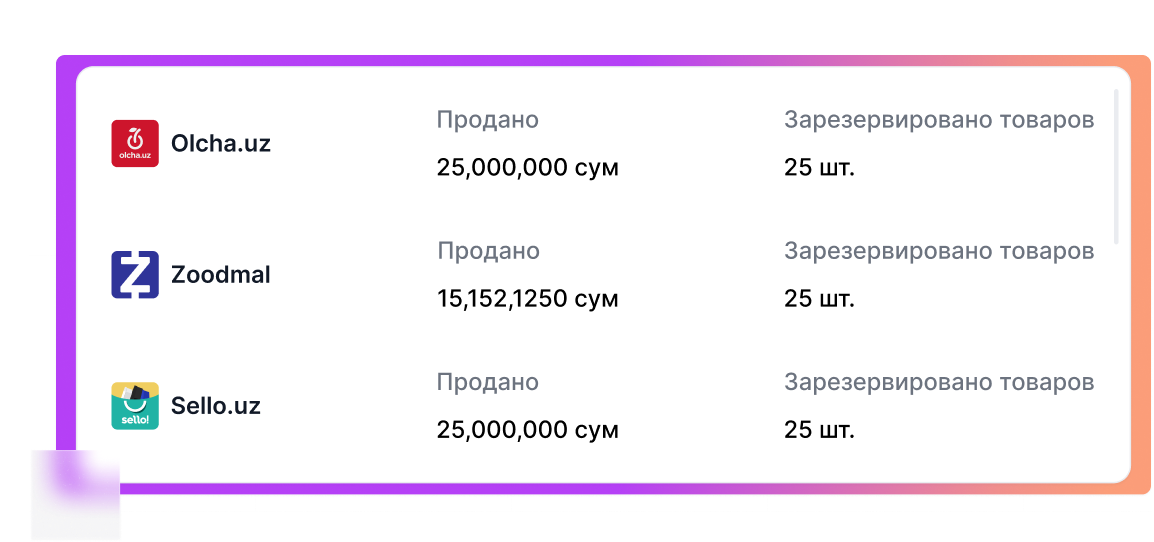 Продано
Зарезервировано товаров
olcha.uz
Olcha.uz
25,000,000 сум
25 шт.
Продано
Зарезервировано товаров
Zoodmal
15,152,1250 сум
25 шт.
Продано
Зарезервировано товаров
sello!
Sello.uz
25,000,000 сум
25 шт.